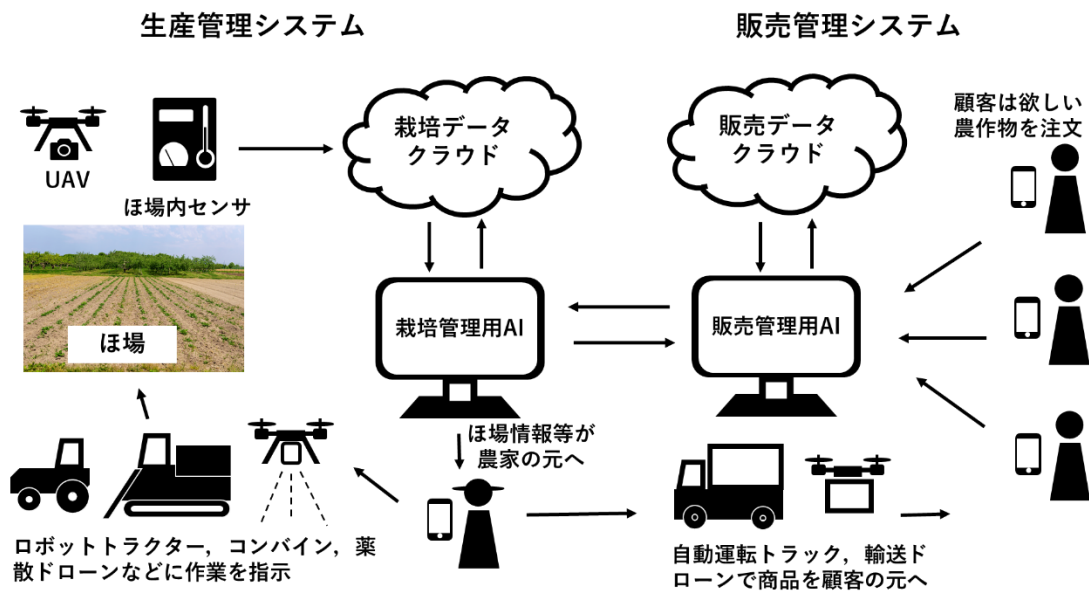 生産管理システム
販売管理システム
UAV
ほ場内センサ
栽培データ
クラウド
販売データ
クラウド
顧客は欲しい
農作物を注文
ほ場
栽培管理用AI
販売管理用AI
ほ場情報等が
農家の元へ
ロボットトラクター，コンバイン，薬
散ドローンなどに作業を指示
自動運転トラック，輸送ド
ローンで商品を顧客の元へ